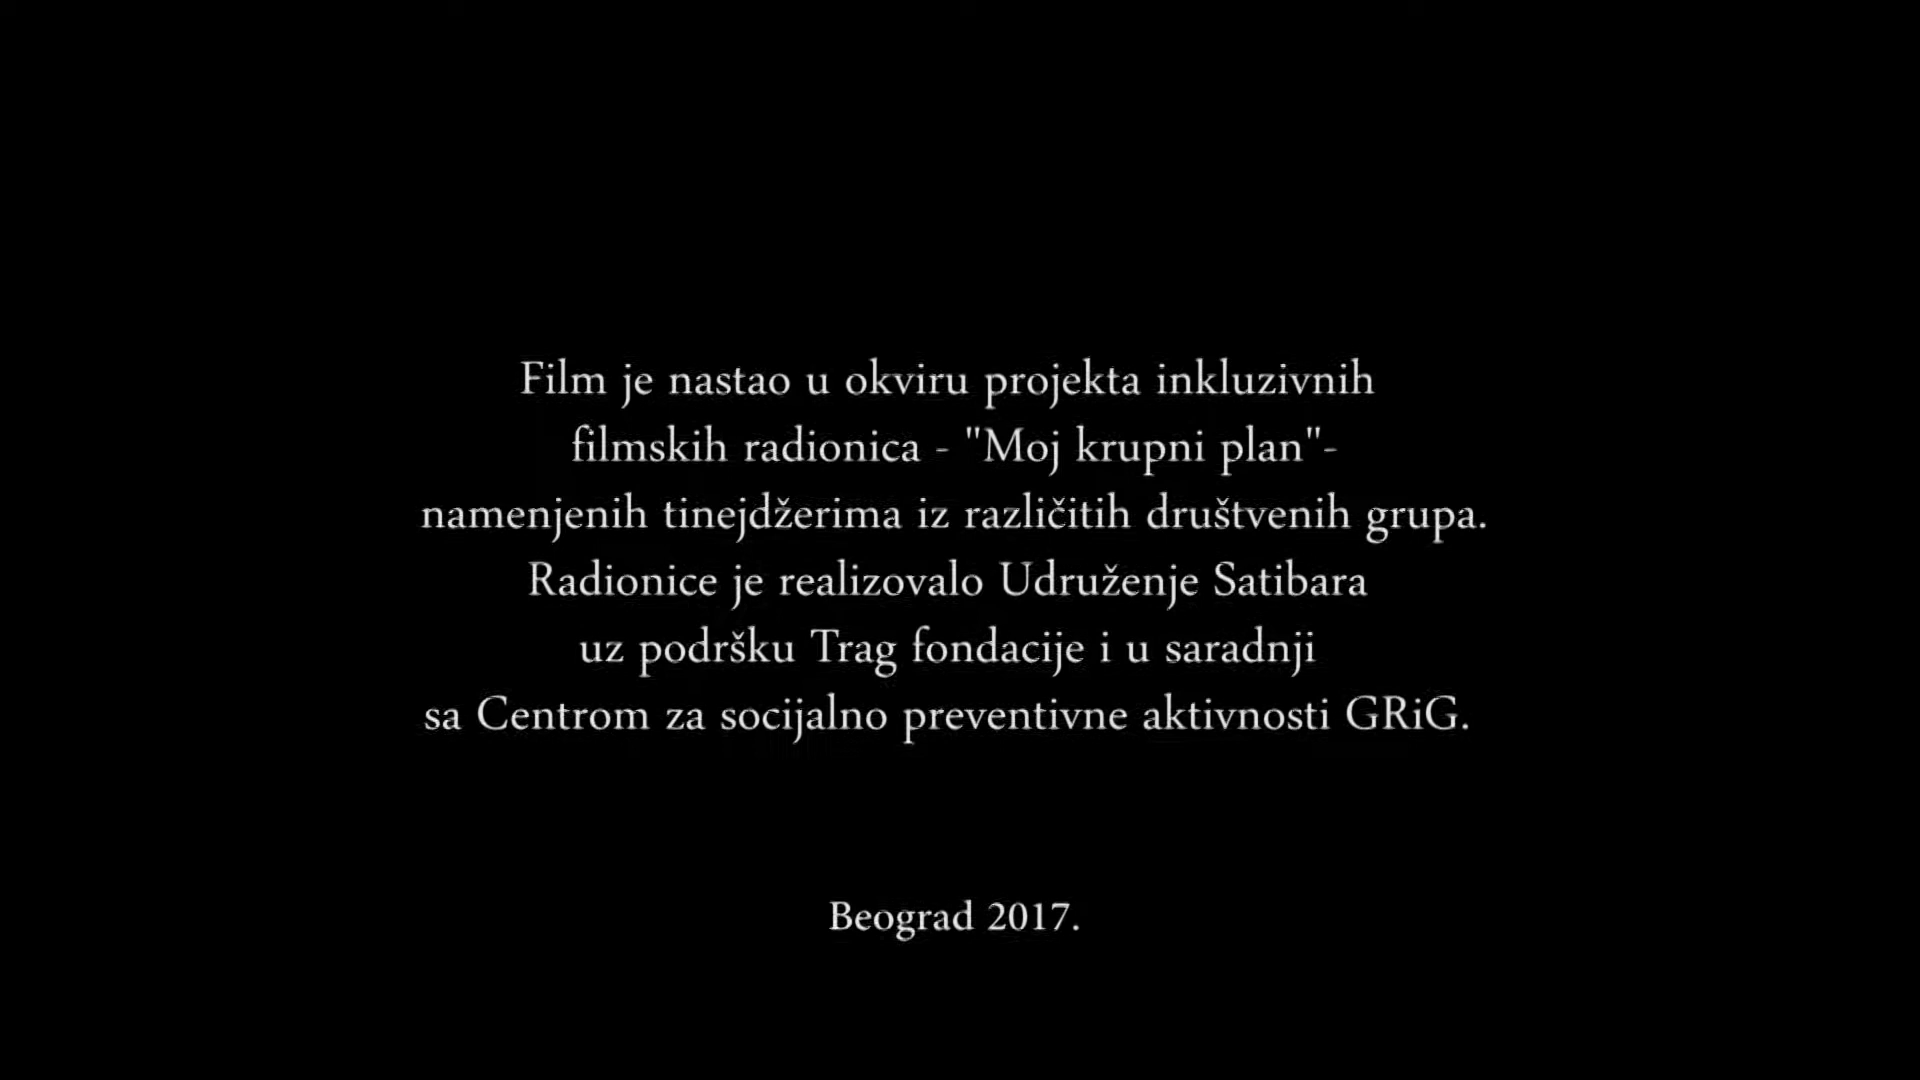 Film je nastao u okviru projekta inkluzivnih
filmskih radionica - "Moj krupni plan"-
namenjenih tinejdžerima iz različitih društvenih grupa.
Radionice je realizovalo Udruženje Satibara
uz podršku Trag fondacije i u saradnji
sa Centrom za socijalno preventivne aktivnosti GRiG.
Beograd 2017.